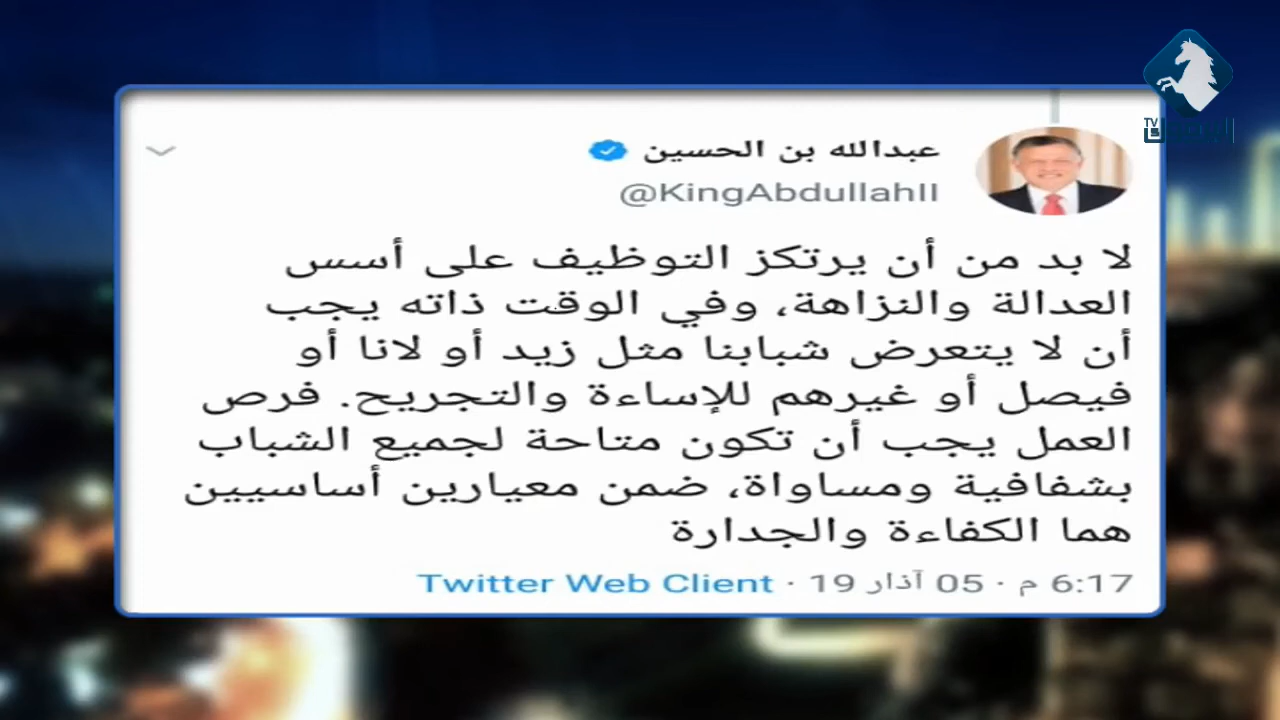 عبدالله بن الحسين
@KingAbdullahII
لا بد من أن يرتكز التوظيف على أسس
العدالة والنزاهة، وفي الوقت ذاته يجب
أن لا يتعرض شبابنا مثل زيد أو لانا أو
فيصل أو غيرهم للإساءة والتجريح. فرص
العمل يجب أن تكون متاحة لجميع الشباب
بشفافية ومساواة، ضمن معيارين أساسيين
هما الكفاءة والجدارة
6:17 م · 05 آذار 19 · Twitter Web Client
TV